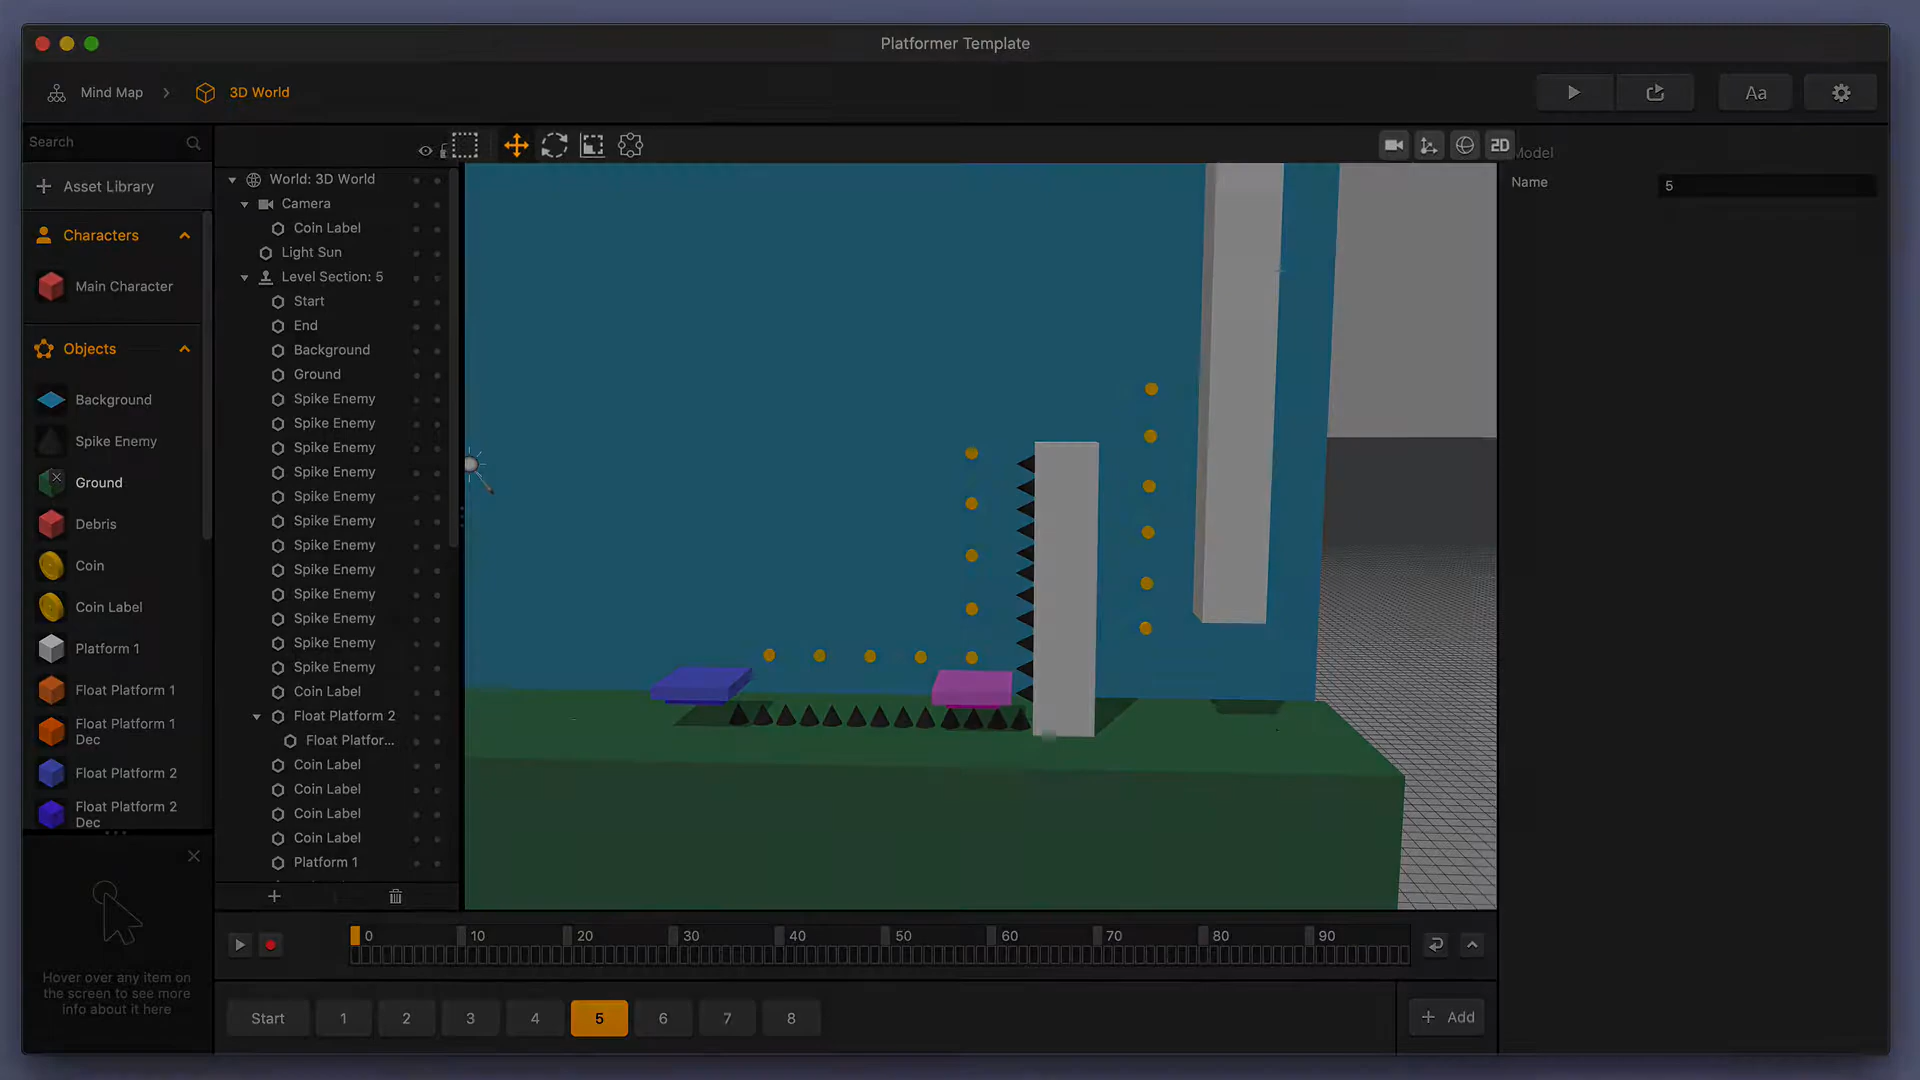 Platformer Template
Mind Map
3D World
Aa
Search
Asset Library
Characters
Main Character
Objects
Background
Spike Enemy
Ground
Debris
Coin
Coin Label
Platform 1
Float Platform 1
Float Platform 1
Dec
Float Platform 2
Float Platform 2
Dec
Hover over any item on
the screen to see more
info about it here
World: 3D World
Camera
Coin Label
Light Sun
Level Section: 5
Start
End
Background
Ground
Spike Enemy
Spike Enemy
Spike Enemy
Spike Enemy
Spike Enemy
Spike Enemy
Spike Enemy
Spike Enemy
Spike Enemy
Spike Enemy
Spike Enemy
Spike Enemy
Coin Label
Float Platform 2
Float Platfor...
Coin Label
Coin Label
Coin Label
Coin Label
Platform 1
2D
Model
Name 5
0 10 20 30 40 50 60 70 80 90
Start 1 2 3 4 5 6 7 8
Add